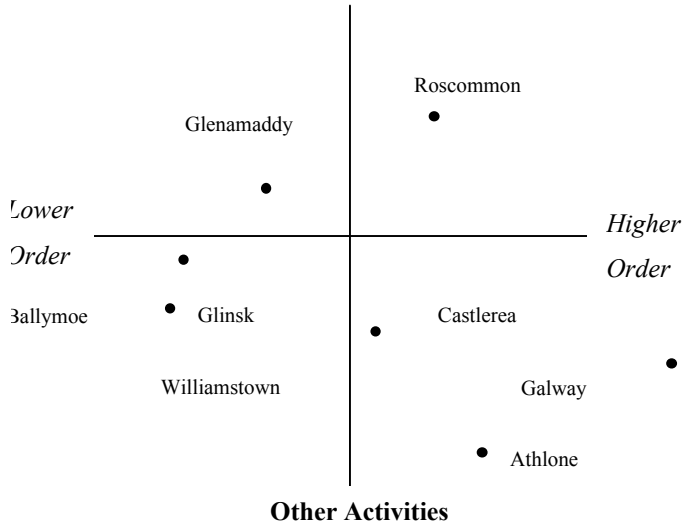 Roscommon
Glenamaddy
Lower
Order
Higher
Order
Ballymoe
Glinsk
Castlerea
Williamstown
Galway
Athlone
Other Activities